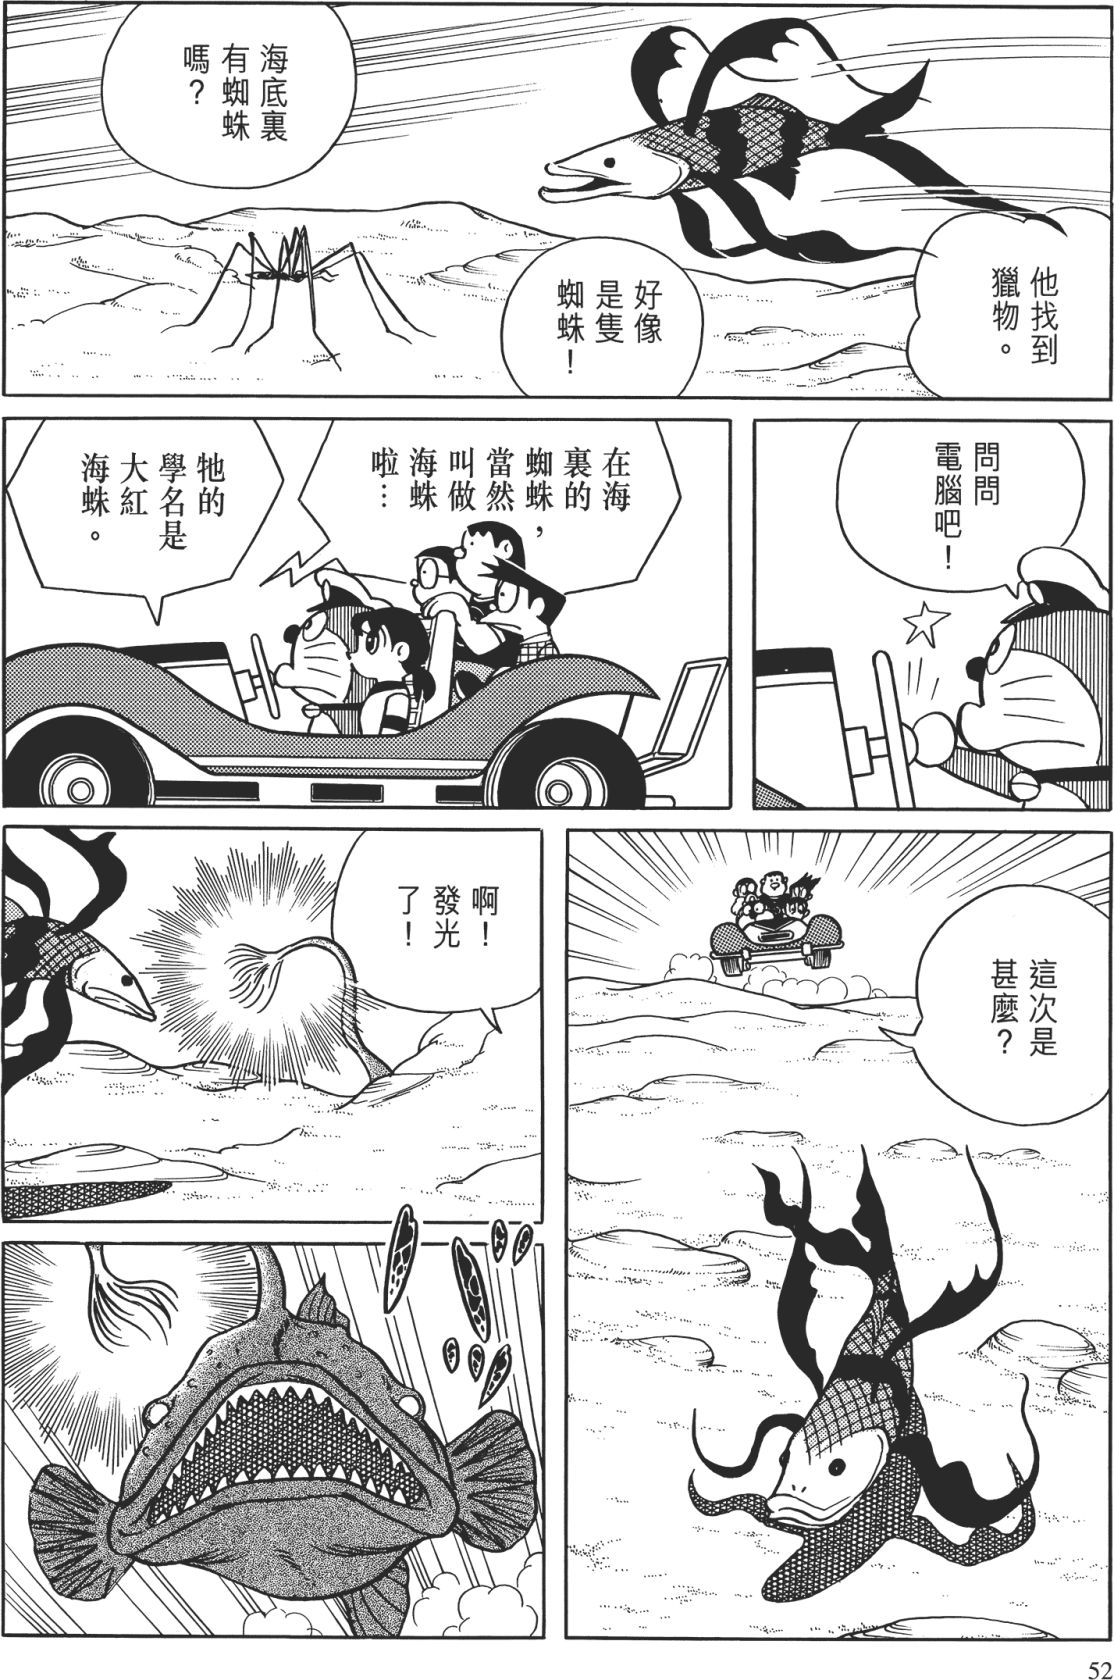 他找到
獵物。
好像
是隻
蜘蛛！
海底裏
有蜘蛛
嗎？
問問
電腦吧！
在海
裏的
蜘蛛，
當然
叫做
海蛛
啦…
牠的
學名是
大紅
海蛛。
這次是
甚麼？
啊！
發光
了！
52